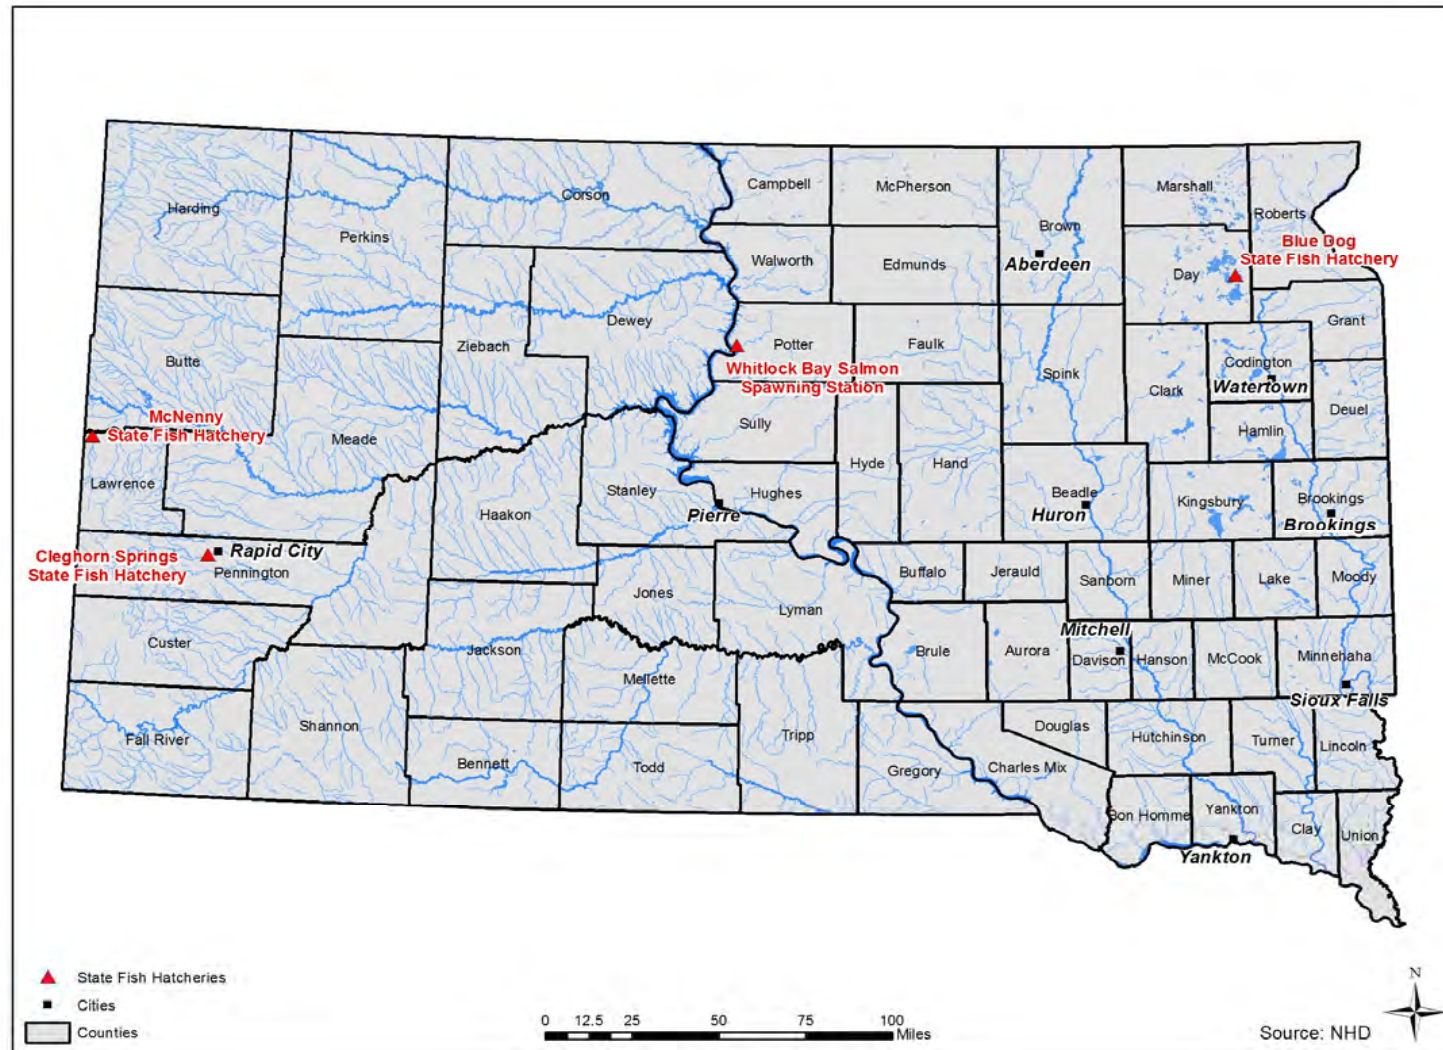 Campbell
McPherson
Marshall
Harding
Corson
Roberts
Perkins
Brown
Blue Dog
State Fish Hatchery
Walworth
Edmunds
Aberdeen
Day
Dewey
Grant
Butte
Ziebach
Potter
Faulk
Whitlock Bay Salmon
Spawning Station
Spink
Codington
Watertown
Clark
Deuel
McNenny
State Fish Hatchery
Meade
Sully
Hamlin
Hyde
Hand
Lawrence
Stanley
Hughes
Beadle
Kingsbury
Brookings
Haakon
Pierre
Huron
Brookings
Cleghorn Springs
State Fish Hatchery
Rapid City
Pennington
Buffalo
Jerauld
Sanborn
Miner
Lake
Moody
Jones
Lyman
Custer
Mitchell
Jackson
Brule
Aurora
Davison
Hanson
McCook
Minnehaha
Mellette
Sioux Falls
Shannon
Fall River
Tripp
Douglas
Hutchinson
Turner
Lincoln
Bennett
Todd
Gregory
Charles Mix
Bon Homme
Yankton
Clay
Union
Yankton
State Fish Hatcheries
Cities
Counties
0 12.5 25 50 75 100
Miles
N
Source: NHD